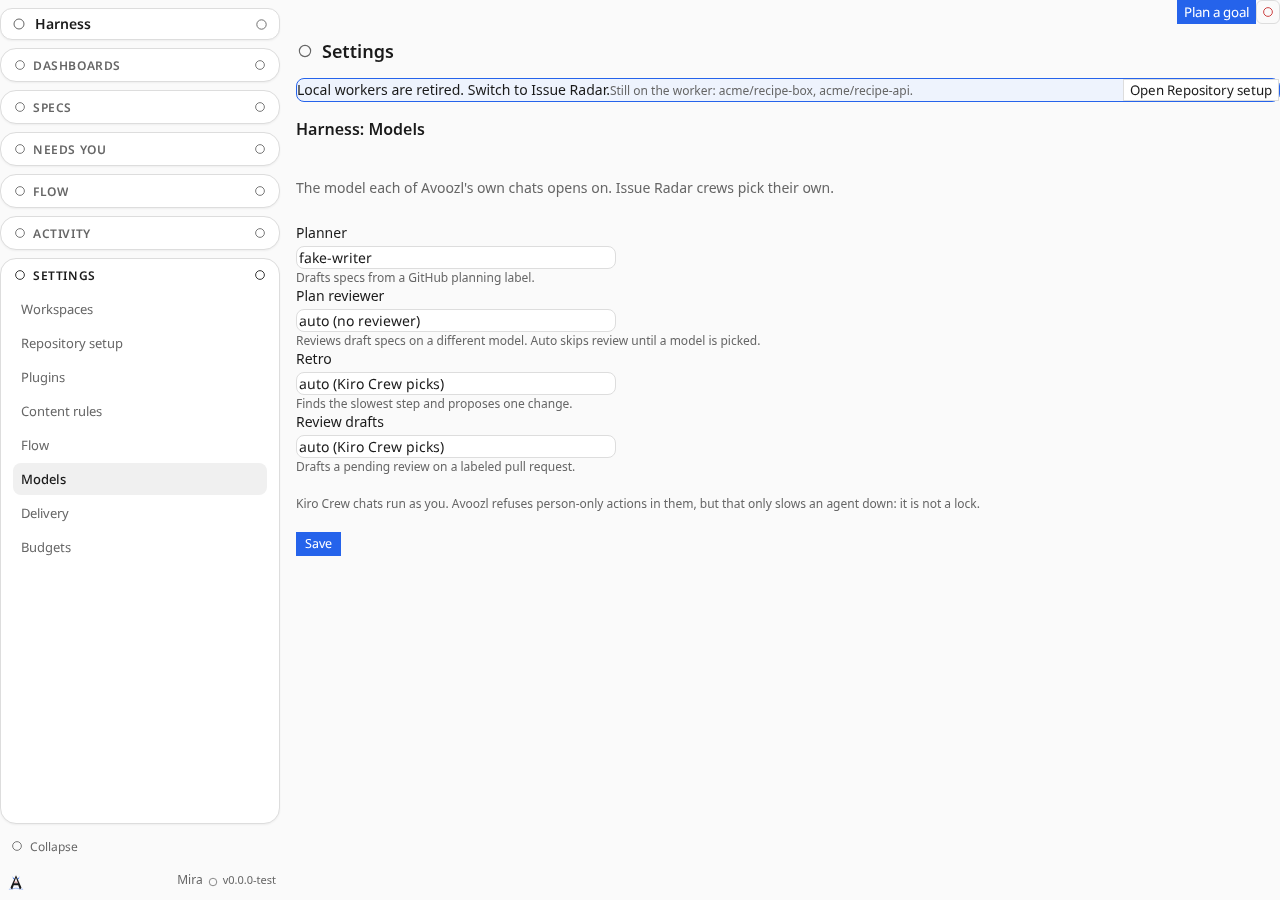 Harness
Plan a goal
DASHBOARDS
SPECS
NEEDS YOU
FLOW
ACTIVITY
SETTINGS
Workspaces
Repository setup
Plugins
Content rules
Flow
Models
Delivery
Budgets
Collapse
A
Mira v0.0.0-test
Settings
Local workers are retired. Switch to Issue Radar.Still on the worker: acme/recipe-box, acme/recipe-api. Open Repository setup
Harness: Models
The model each of Avoozl's own chats opens on. Issue Radar crews pick their own.
Planner
fake-writer
Drafts specs from a GitHub planning label.
Plan reviewer
auto (no reviewer)
Reviews draft specs on a different model. Auto skips review until a model is picked.
Retro
auto (Kiro Crew picks)
Finds the slowest step and proposes one change.
Review drafts
auto (Kiro Crew picks)
Drafts a pending review on a labeled pull request.
Kiro Crew chats run as you. Avoozl refuses person-only actions in them, but that only slows an agent down: it is not a lock.
Save